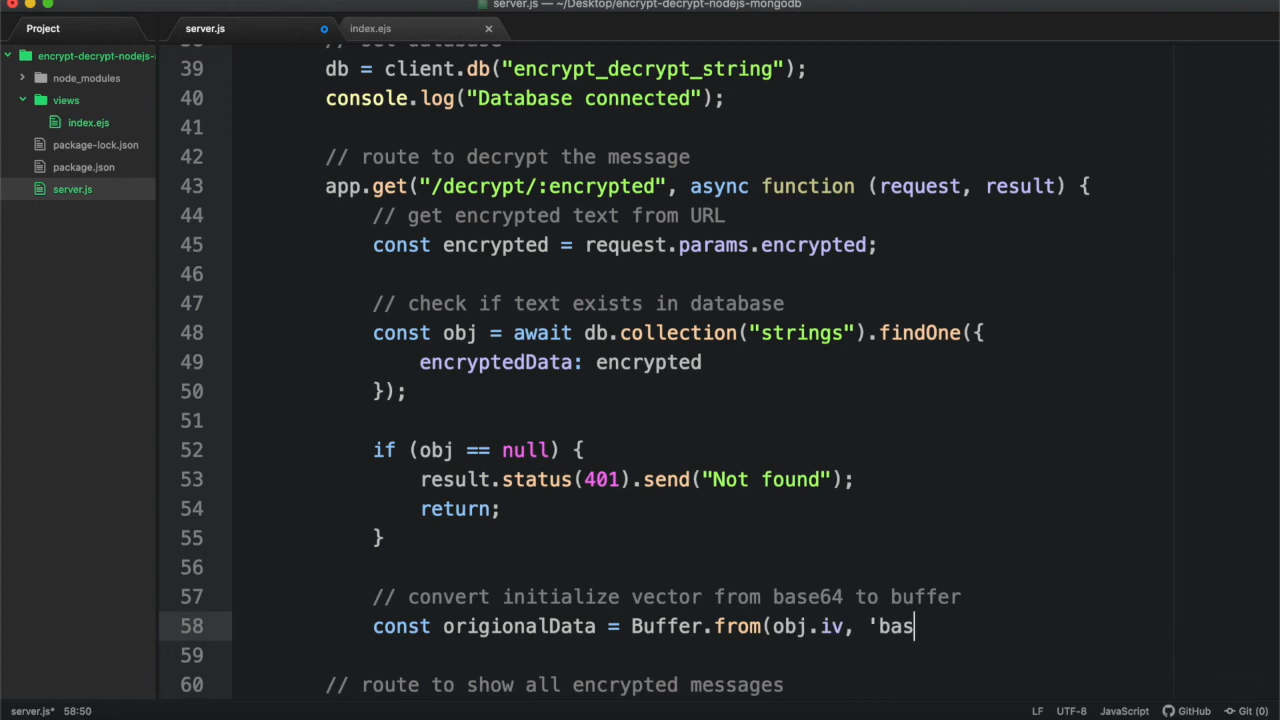 server.js — ~/Desktop/encrypt-decrypt-nodejs-mongodb
Project
server.js
index.ejs
encrypt-decrypt-nodejs-
node_modules
views
index.ejs
package-lock.json
package.json
server.js
39 db = client.db("encrypt_decrypt_string");
40 console.log("Database connected");
41
42 // route to decrypt the message
43 app.get("/decrypt/:encrypted", async function (request, result) {
44 // get encrypted text from URL
45 const encrypted = request.params.encrypted;
46
47 // check if text exists in database
48 const obj = await db.collection("strings").findOne({
49 encryptedData: encrypted
50 });
51
52 if (obj == null) {
53 result.status(401).send("Not found");
54 return;
55 }
56
57 // convert initialize vector from base64 to buffer
58 const origionalData = Buffer.from(obj.iv, 'bas
59
60 // route to show all encrypted messages
server.js* 58:50
LF UTF-8 JavaScript GitHub Git (0)